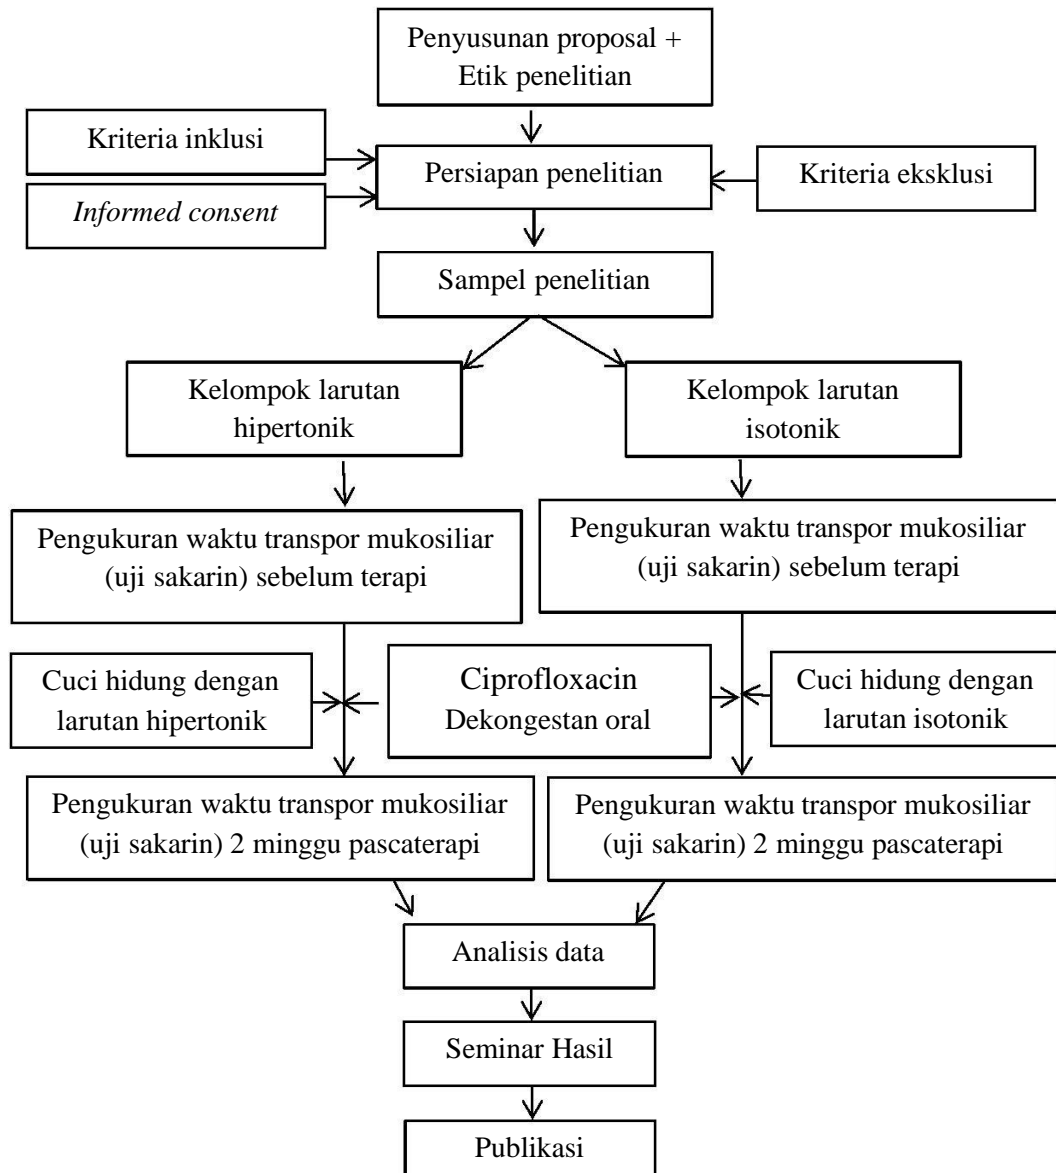 Penyusunan proposal +
Etik penelitian
Kriteria inklusi
Persiapan penelitian
Kriteria eksklusi
Informed consent
Sampel penelitian
Kelompok larutan
hipertonik
Kelompok larutan
isotonik
Pengukuran waktu transpor mukosiliar
(uji sakarin) sebelum terapi
Pengukuran waktu transpor mukosiliar
(uji sakarin) sebelum terapi
Cuci hidung dengan
larutan hipertonik
Ciprofloxacin
Dekongestan oral
Cuci hidung dengan
larutan isotonik
Pengukuran waktu transpor mukosiliar
(uji sakarin) 2 minggu pascaterapi
Pengukuran waktu transpor mukosiliar
(uji sakarin) 2 minggu pascaterapi
Analisis data
Seminar Hasil
Publikasi